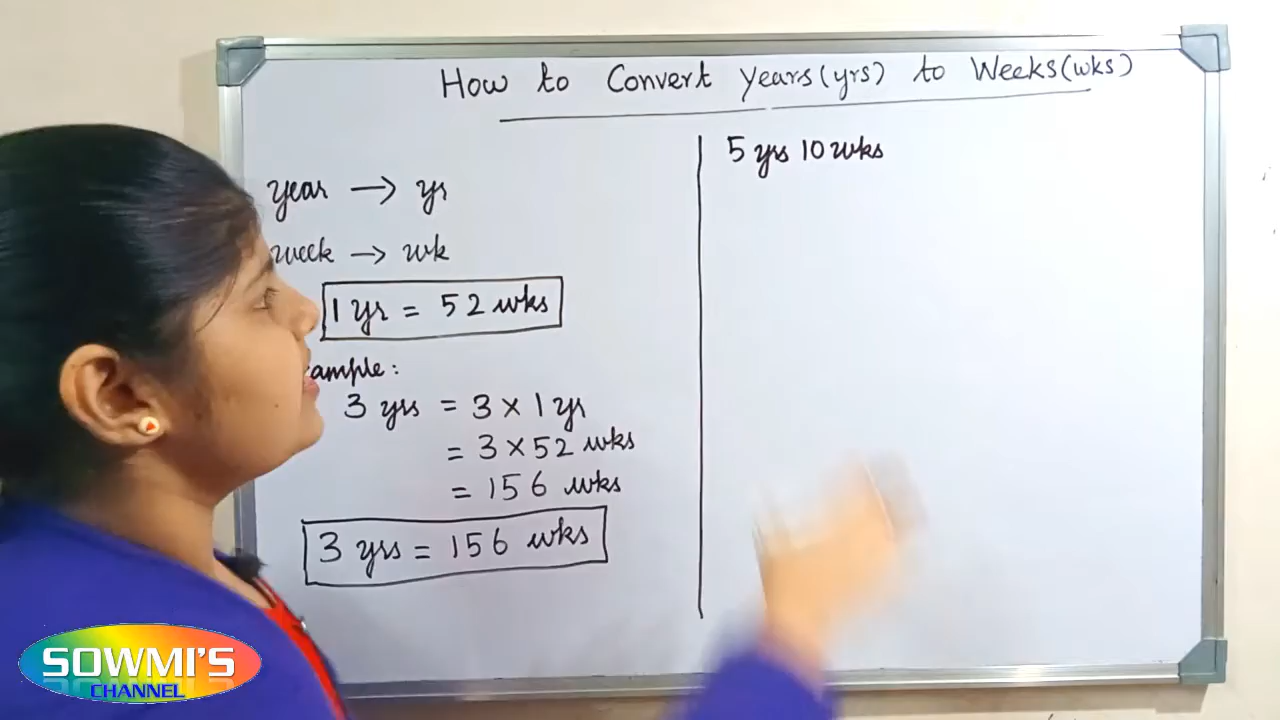 How to Convert Years(yrs) to Weeks(wks)
year → yr
week → wk
1 yr = 52 wks
ample:
3 yrs = 3 × 1 yr
= 3 × 52 wks
= 156 wks
3 yrs = 156 wks
5 yrs 10 wks
SOWMI'S
CHANNEL